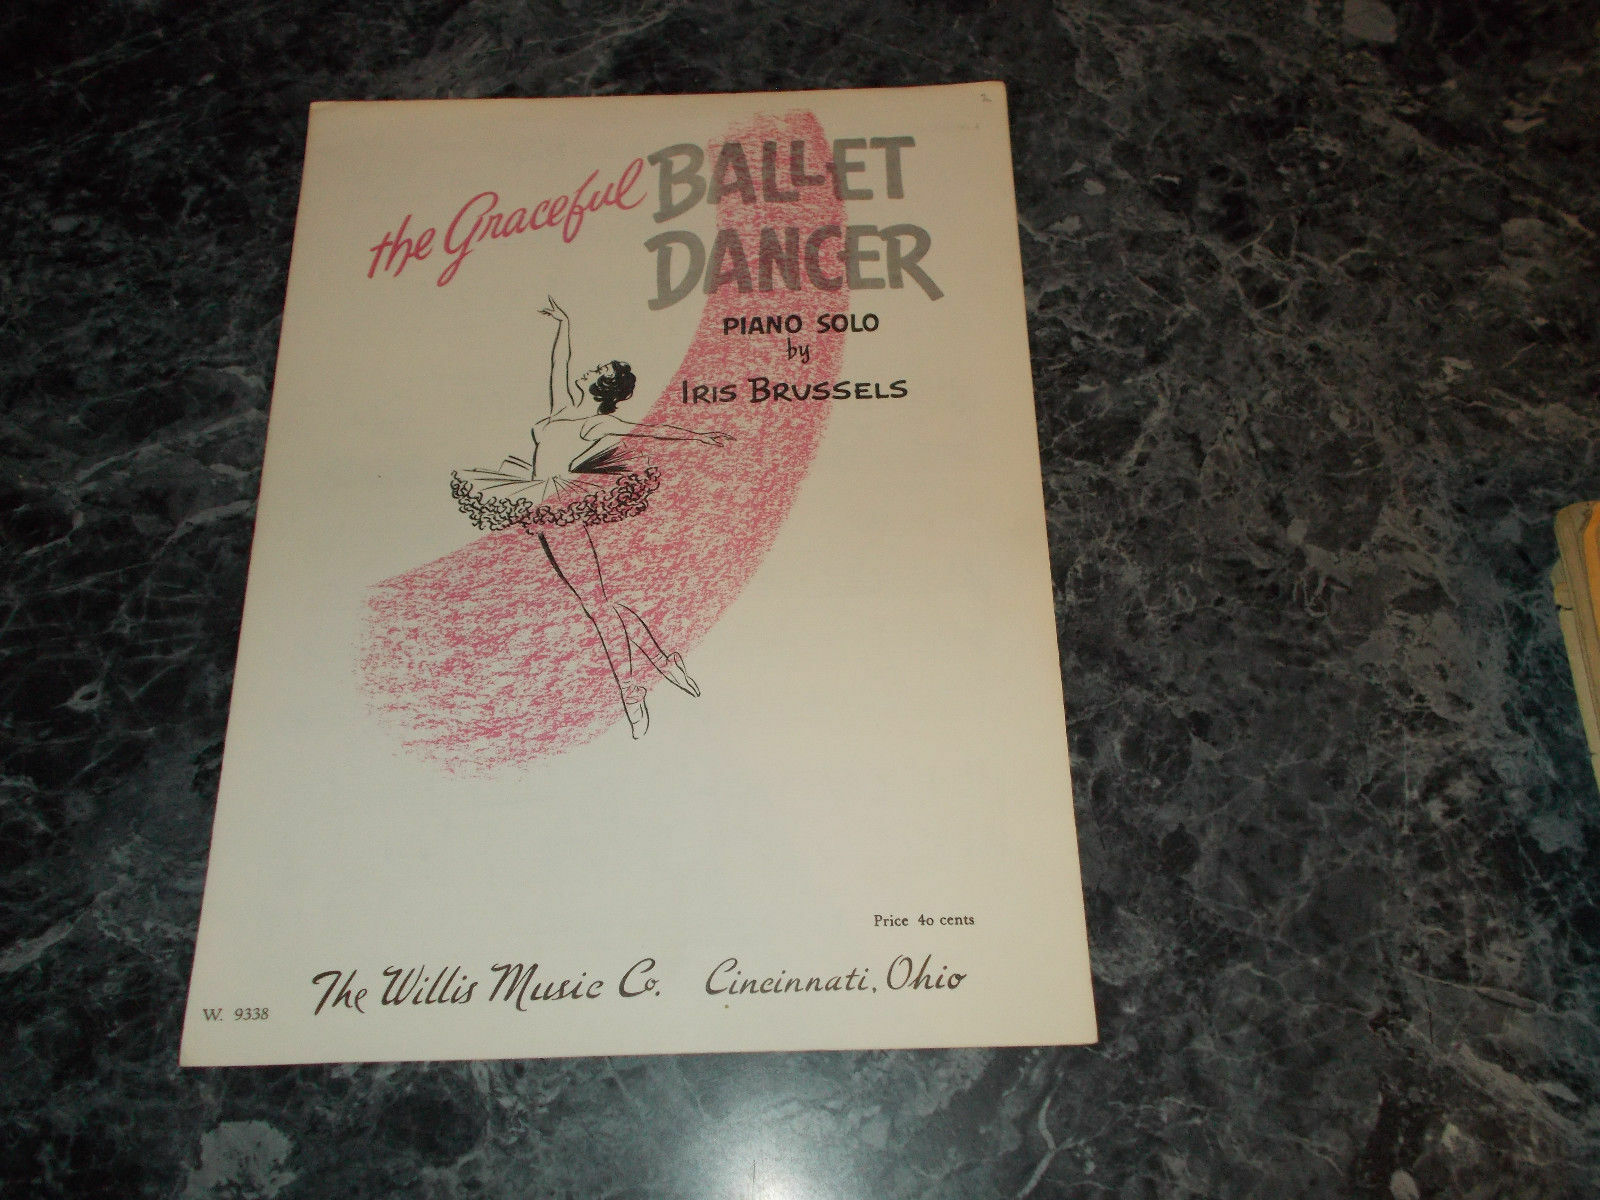 the Graceful BALLET
DANCER
PIANO SOLO
by
IRIS BRUSSELS
Price 40 cents
The Willis Music Co. Cincinnati, Ohio
W. 9338